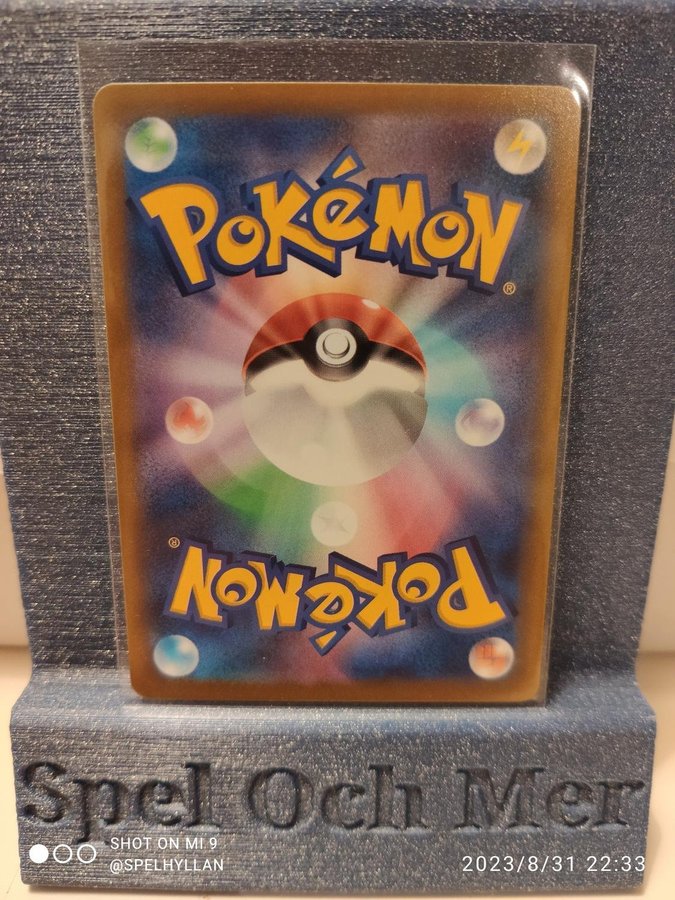 POKéMON
®
®
POKéMON
Spel Och Mer
SHOT ON MI 9
@SPELHYLLAN
2023/8/31 22:33